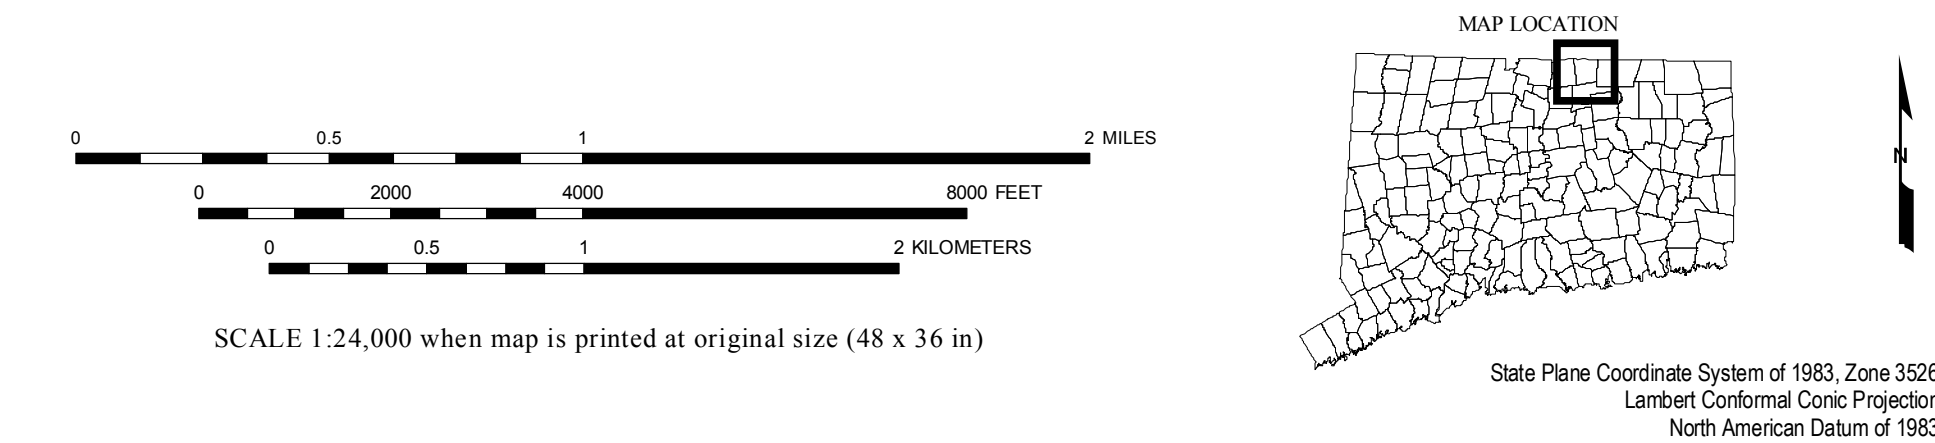 MAP LOCATION
0 0.5 1 2 MILES
0 2000 4000 8000 FEET
0 0.5 1 2 KILOMETERS
N
SCALE 1:24,000 when map is printed at original size (48 x 36 in)
State Plane Coordinate System of 1983, Zone 3526
Lambert Conformal Conic Projection
North American Datum of 1983